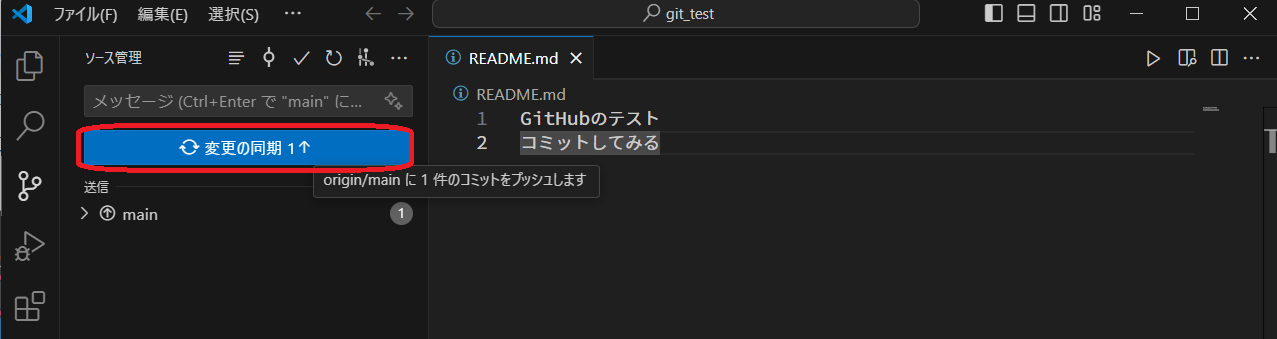 ファイル(F) 編集(E) 選択(S) ··· git_test
ソース管理
README.md
メッセージ (Ctrl+Enter で "main" に...
README.md
1 GitHubのテスト
2 コミットしてみる
変更の同期 1↑
origin/main に 1 件のコミットをプッシュします
送信
main 1